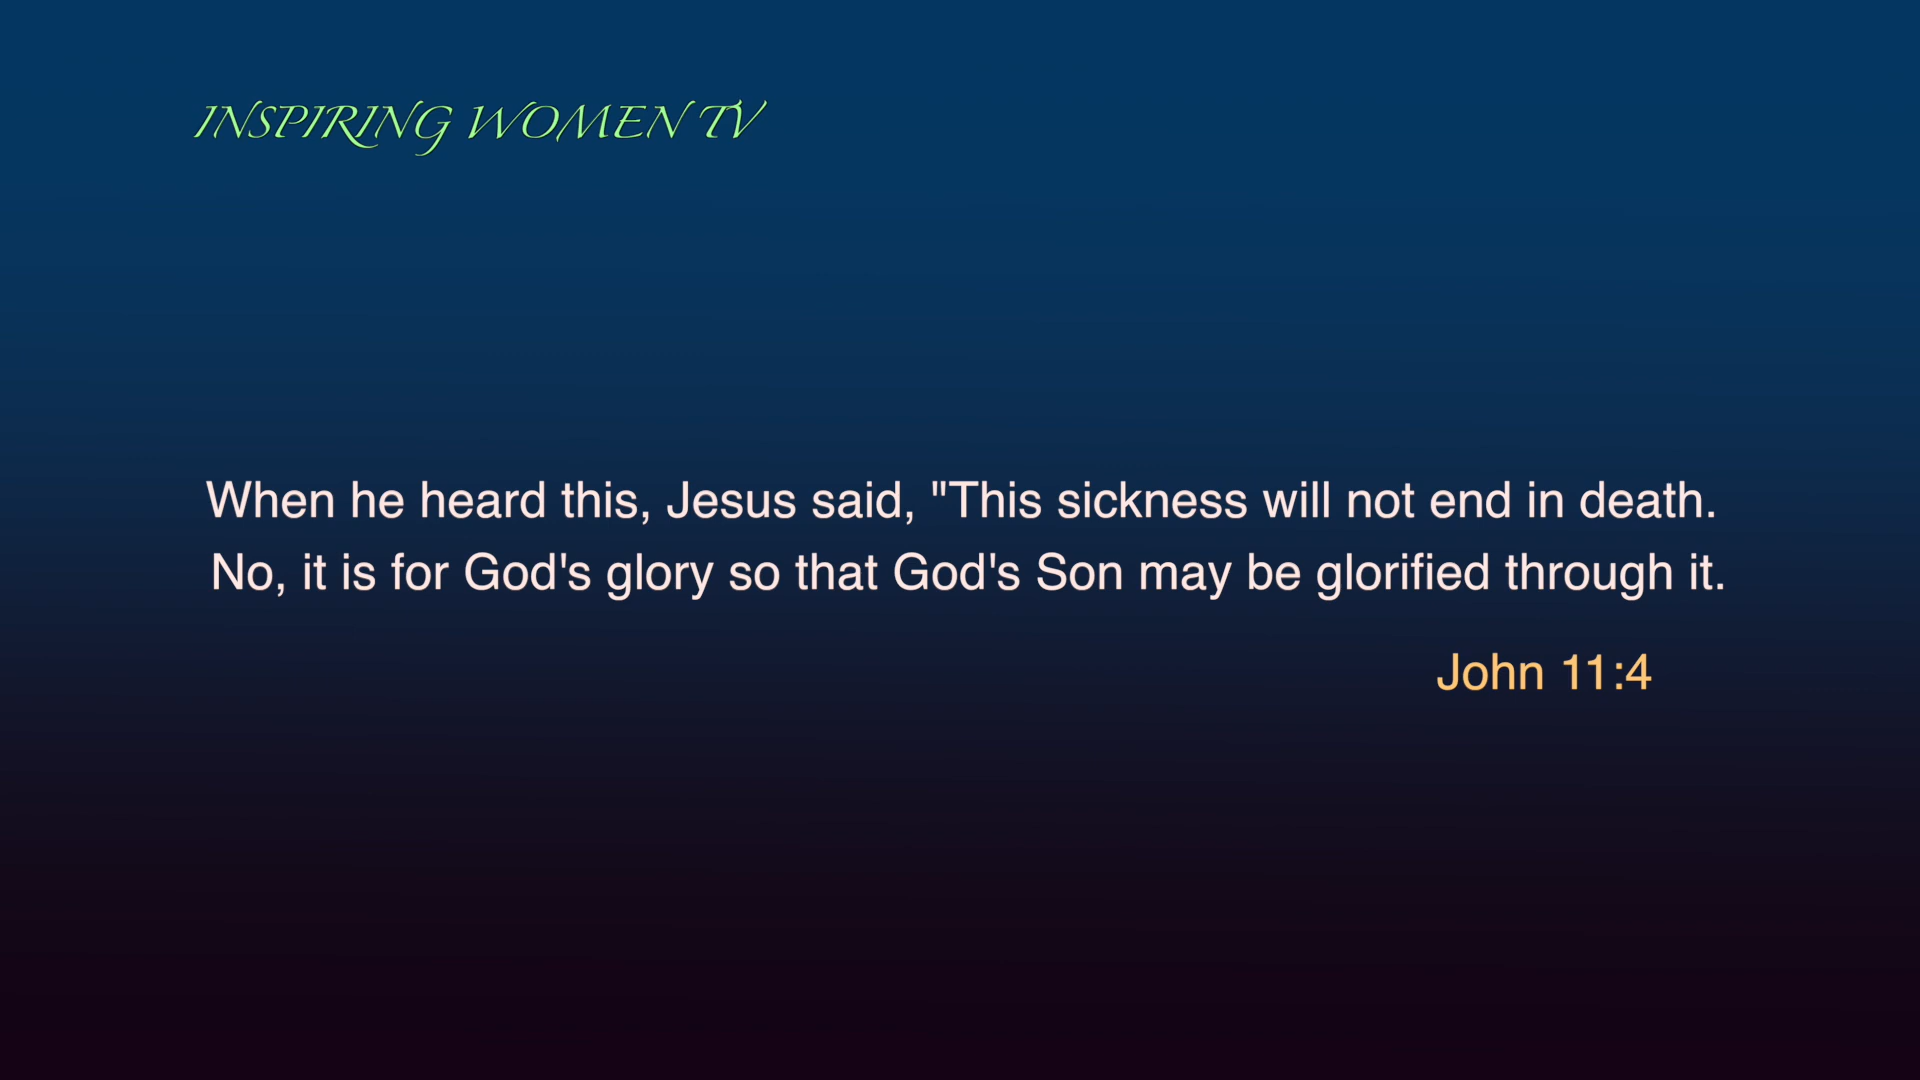 INSPIRING WOMEN TV
When he heard this, Jesus said, "This sickness will not end in death.
No, it is for God's glory so that God's Son may be glorified through it.
John 11:4